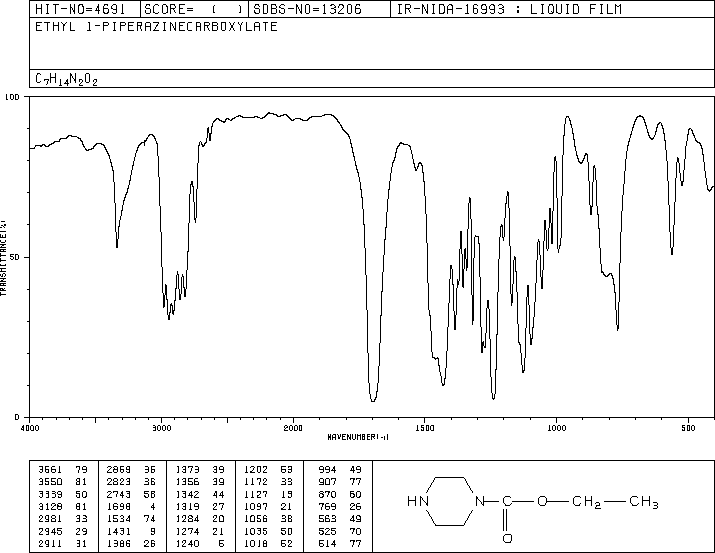 HIT-NO=4691 SCORE= ( ) SDBS-NO=13206 IR-NIDA-16993 : LIQUID FILM
ETHYL 1-PIPERAZINECARBOXYLATE
C7H14N2O2
100
50
0
TRANSMITTANCE(%)
4000 3000 2000 1500 1000 500
WAVENUMBER(-1)
3661 79 2869 36 1373 39 1202 53 994 49
3550 81 2823 36 1356 39 1172 33 907 77
3339 50 2743 58 1342 44 1127 13 870 60
3128 81 1698 4 1319 27 1097 21 769 26
2981 33 1534 74 1284 20 1056 38 563 49
2945 29 1431 9 1274 21 1035 50 525 70
2911 31 1386 26 1240 5 1018 52 514 77
HN N—C—O—CH2—CH3
O